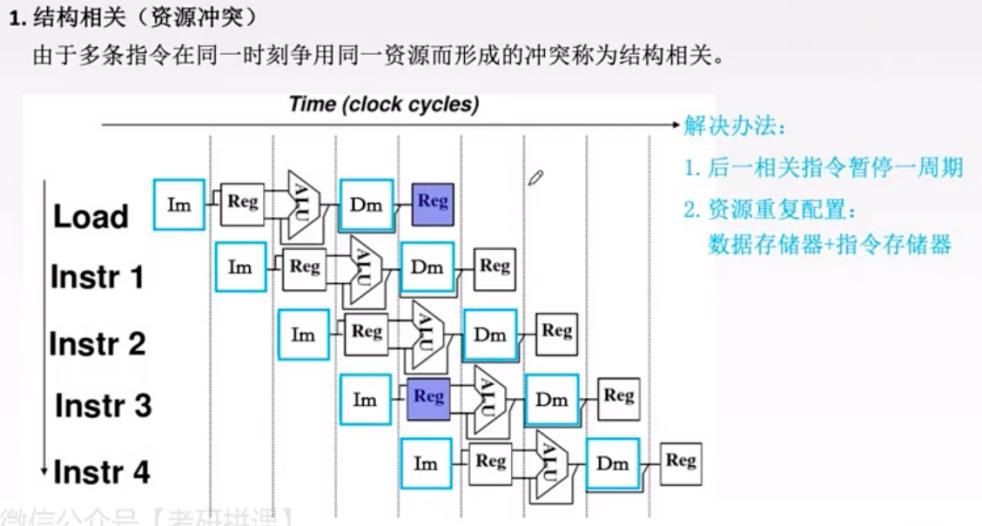 1. 结构相关（资源冲突）
由于多条指令在同一时刻争用同一资源而形成的冲突称为结构相关。
Time (clock cycles)
解决办法：
1. 后一相关指令暂停一周期
2. 资源重复配置：
数据存储器+指令存储器
Load Im Reg ALU Dm Reg
Instr 1 Im Reg ALU Dm Reg
Instr 2 Im Reg ALU Dm Reg
Instr 3 Im Reg ALU Dm Reg
Instr 4 Im Reg ALU Dm Reg
微信公众号【考研拼课】